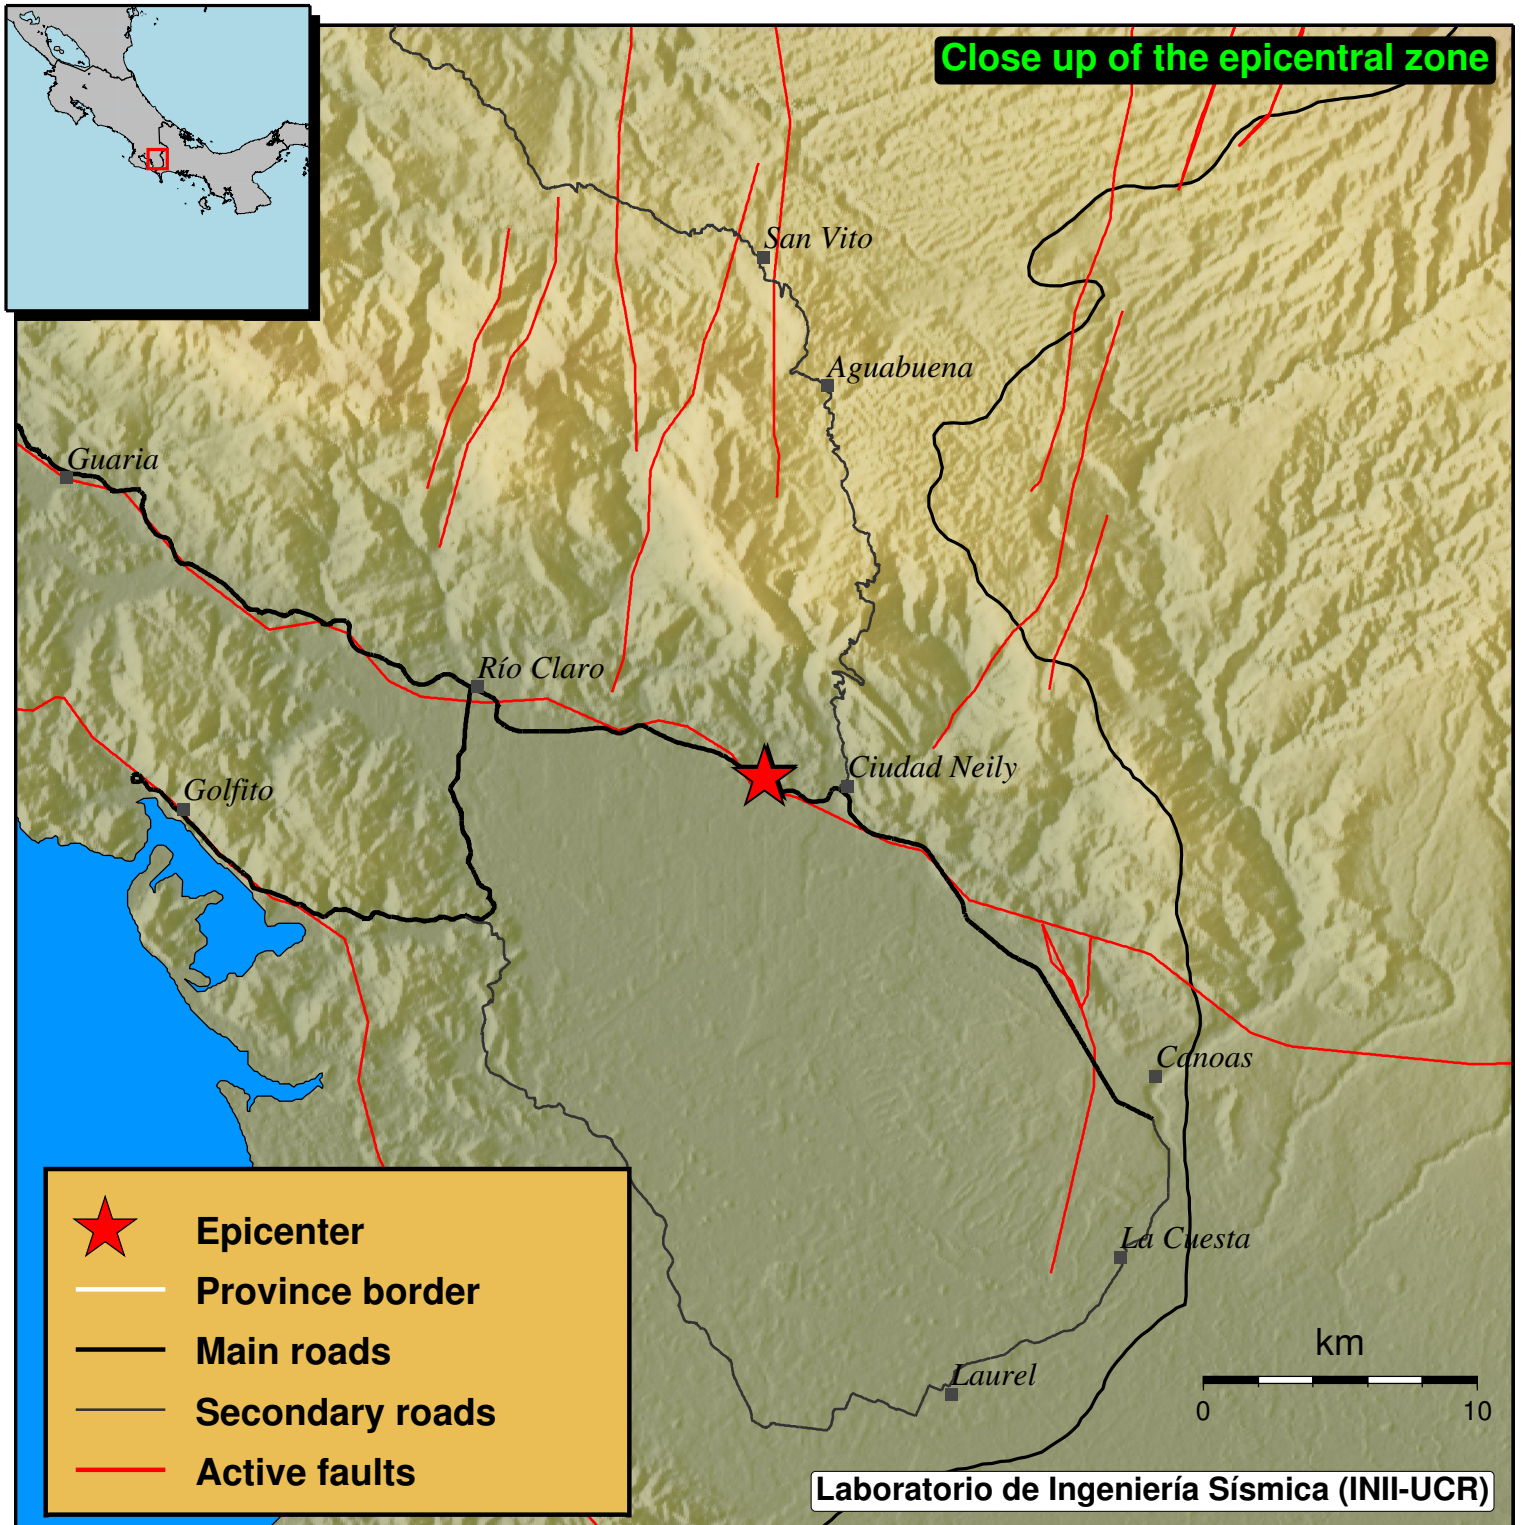 Close up of the epicentral zone
San Vito
Aguabuena
Guaria
Río Claro
Ciudad Neily
Golfito
Canoas
La Cuesta
Laurel
km
0 10
Epicenter
Province border
Main roads
Secondary roads
Active faults
Laboratorio de Ingeniería Sísmica (INII-UCR)